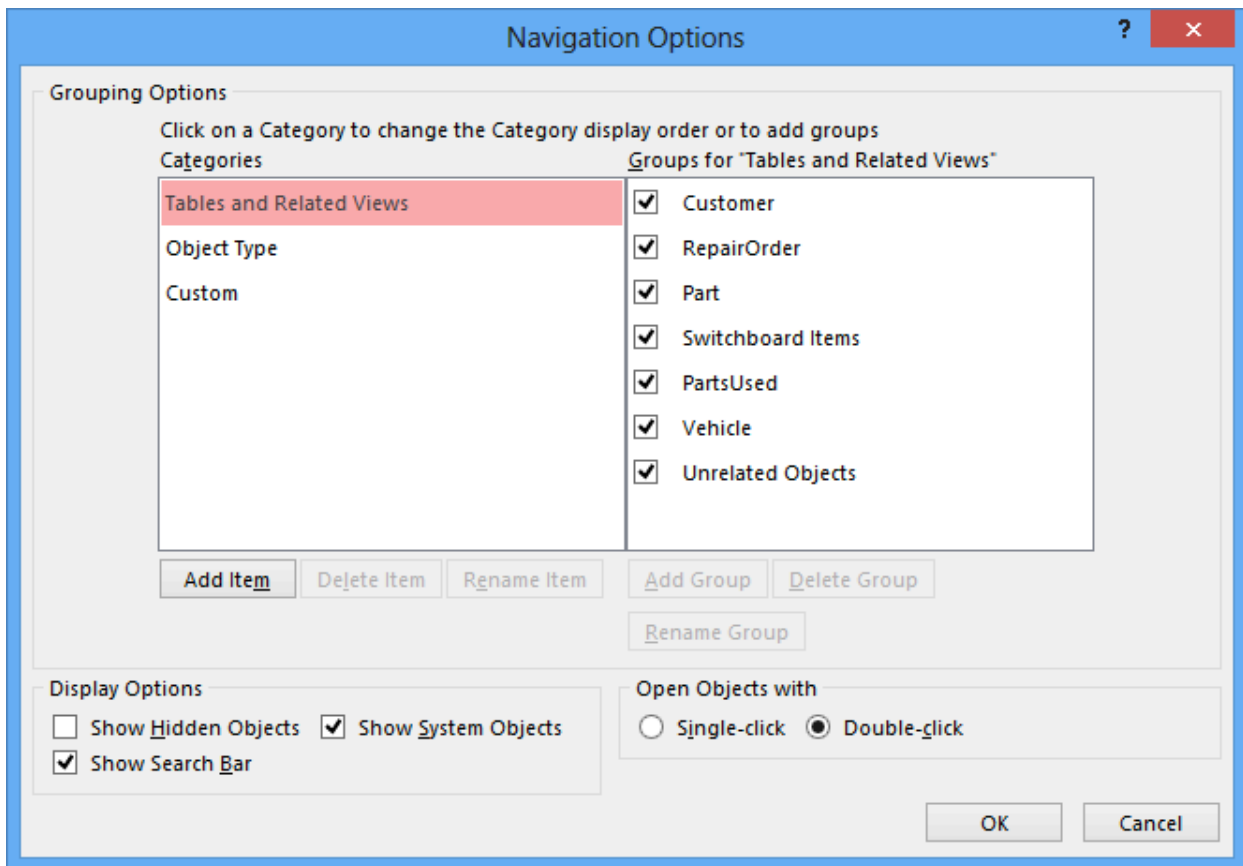 Navigation Options
?
Grouping Options
Click on a Category to change the Category display order or to add groups
Categories
Groups for "Tables and Related Views"
Tables and Related Views
Object Type
Custom
Customer
RepairOrder
Part
Switchboard Items
PartsUsed
Vehicle
Unrelated Objects
Add Item
Delete Item
Rename Item
Add Group
Delete Group
Rename Group
Display Options
Show Hidden Objects
Show System Objects
Show Search Bar
Open Objects with
Single-click
Double-click
OK
Cancel